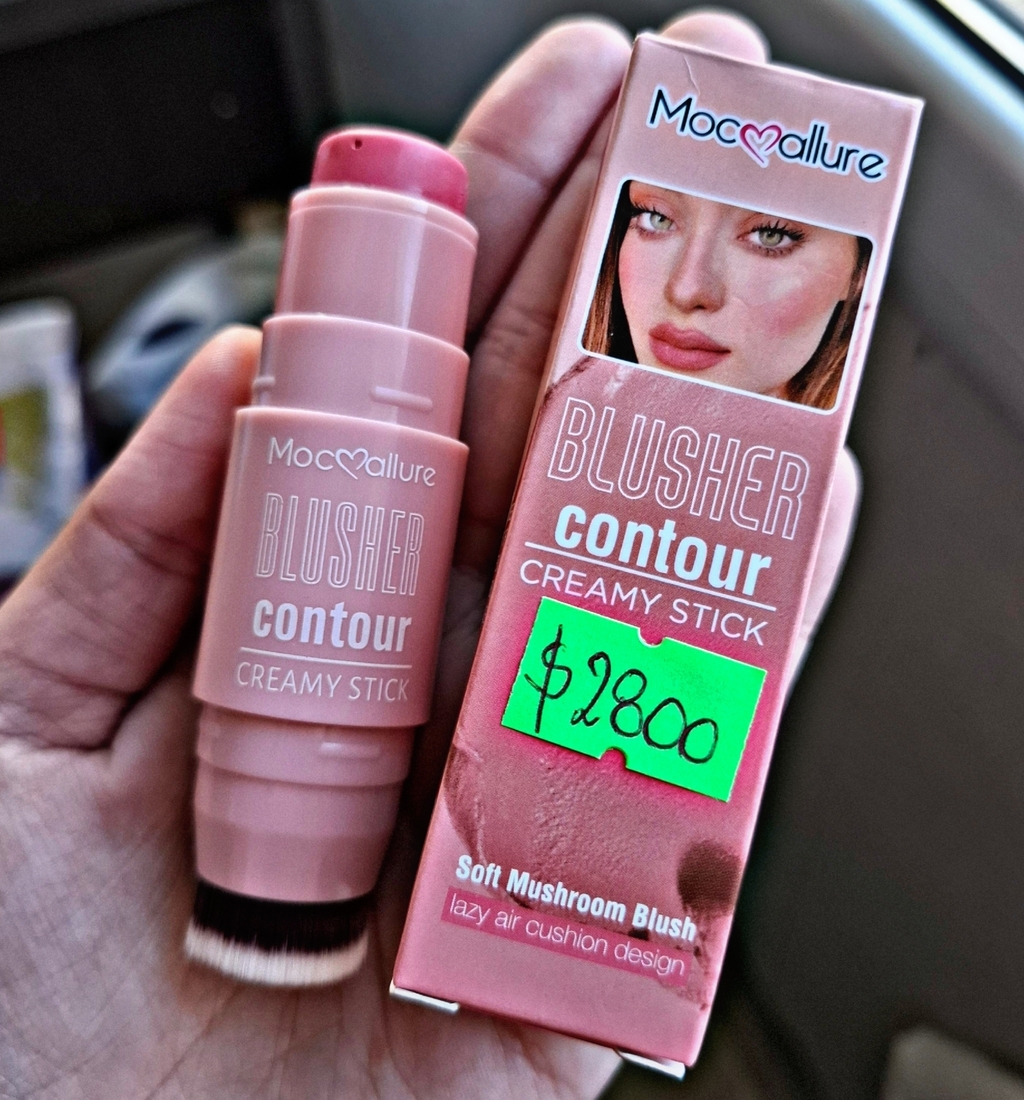 Mocallure
BLUSHER
contour
CREAMY STICK
Mocallure
BLUSHER
contour
CREAMY STICK
$2800
Soft Mushroom Blush
lazy air cushion design